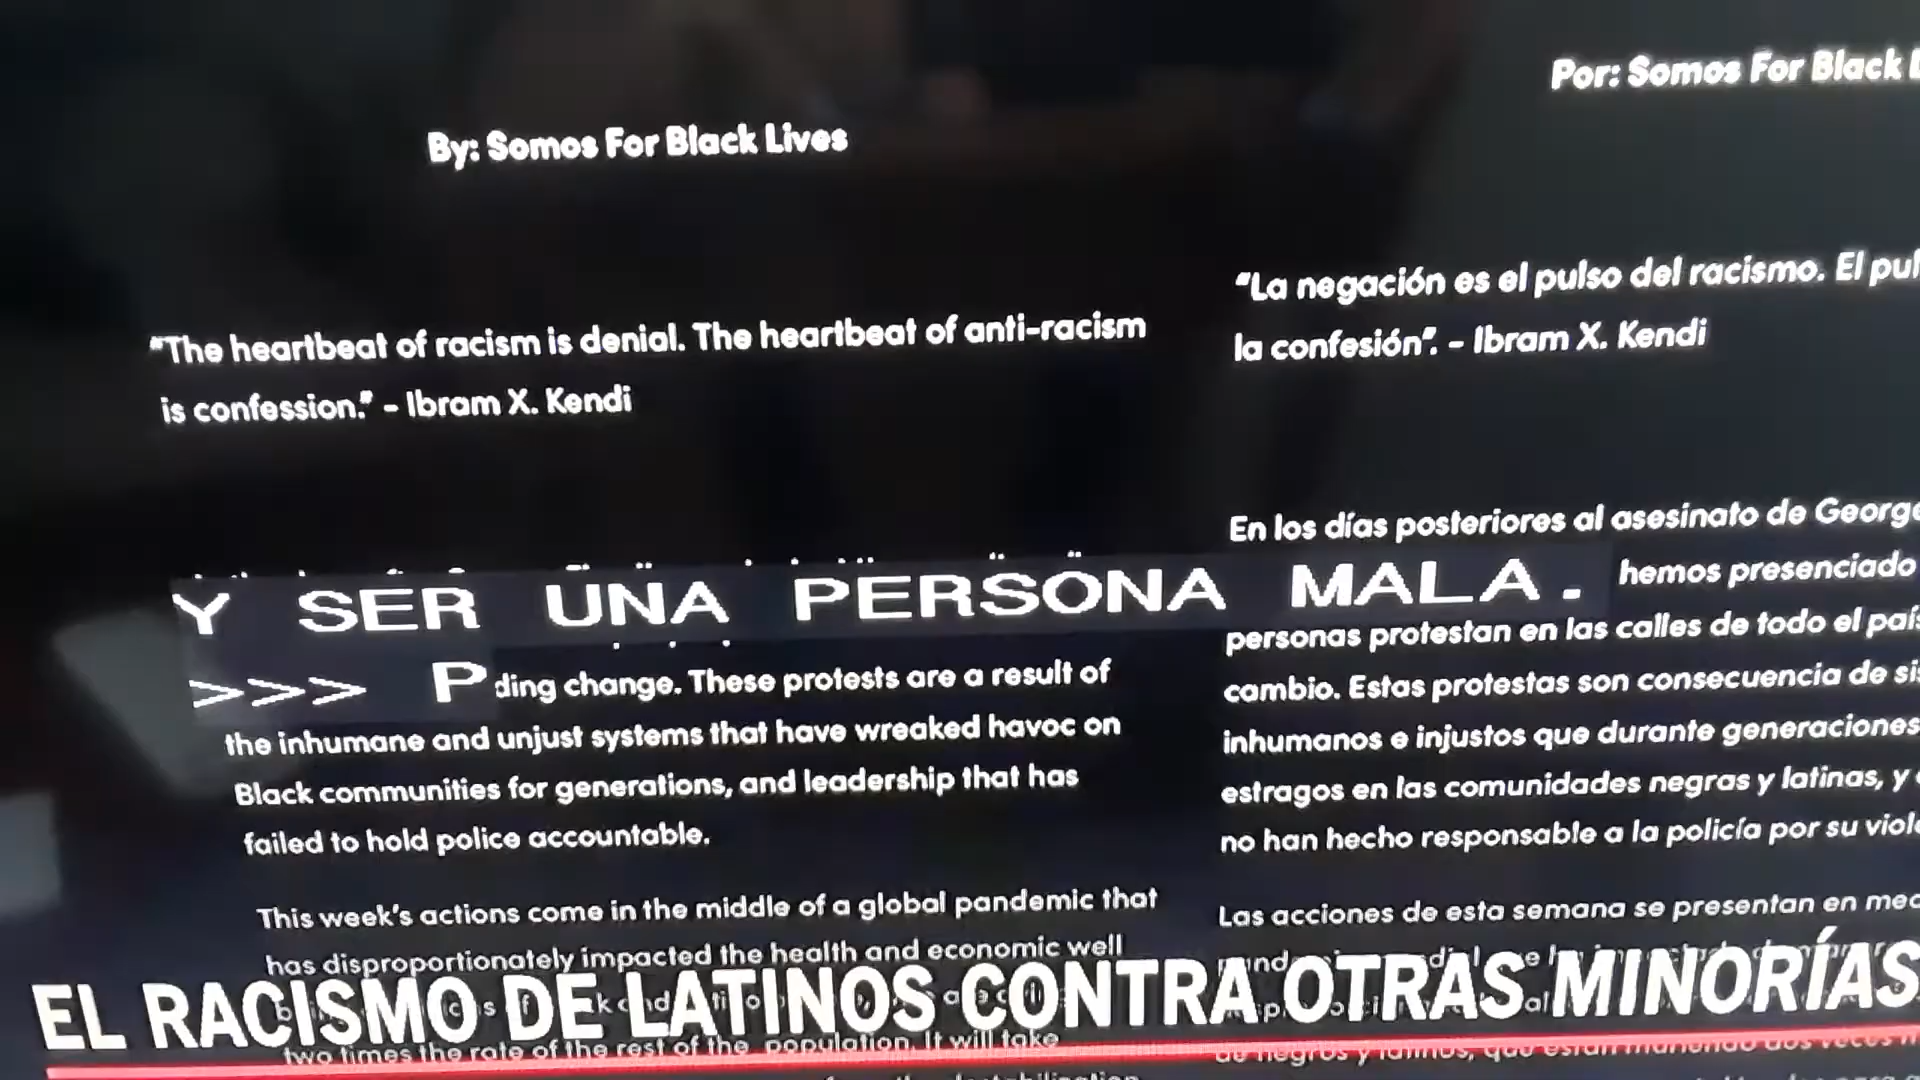 By: Somos For Black Lives
"The heartbeat of racism is denial. The heartbeat of anti-racism
is confession." - Ibram X. Kendi
Y SER UNA PERSONA MALA.
>>> P
ding change. These protests are a result of
the inhumane and unjust systems that have wreaked havoc on
Black communities for generations, and leadership that has
failed to hold police accountable.
This week's actions come in the middle of a global pandemic that
has disproportionately impacted the health and economic well
two times the rate of the rest of the population. It will take
Por: Somos For Black
"La negación es el pulso del racismo. El
la confesión". - Ibram X. Kendi
En los días posteriores al asesinato de George
hemos presenciado
personas protestan en las calles de todo el
cambio. Estas protestas son consecuencia de
inhumanos e injustos que durante generaciones
estragos en las comunidades negras y latinas, y
no han hecho responsable a la policía por su
Las acciones de esta semana se presentan en
EL RACISMO DE LATINOS CONTRA OTRAS MINORÍAS